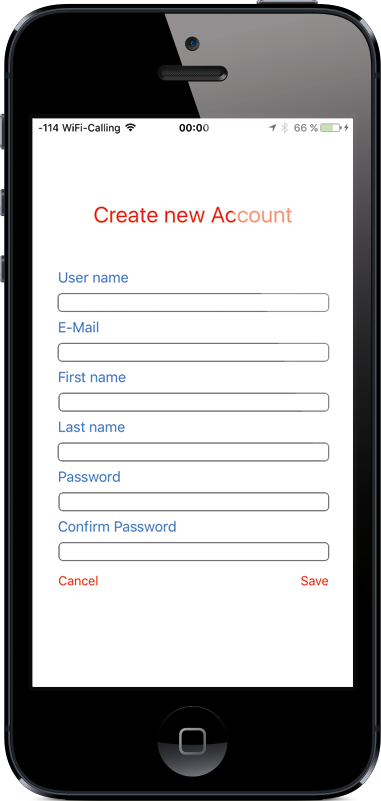 -114 WiFi-Calling 00:00 66 %
Create new Account
User name
E-Mail
First name
Last name
Password
Confirm Password
Cancel Save